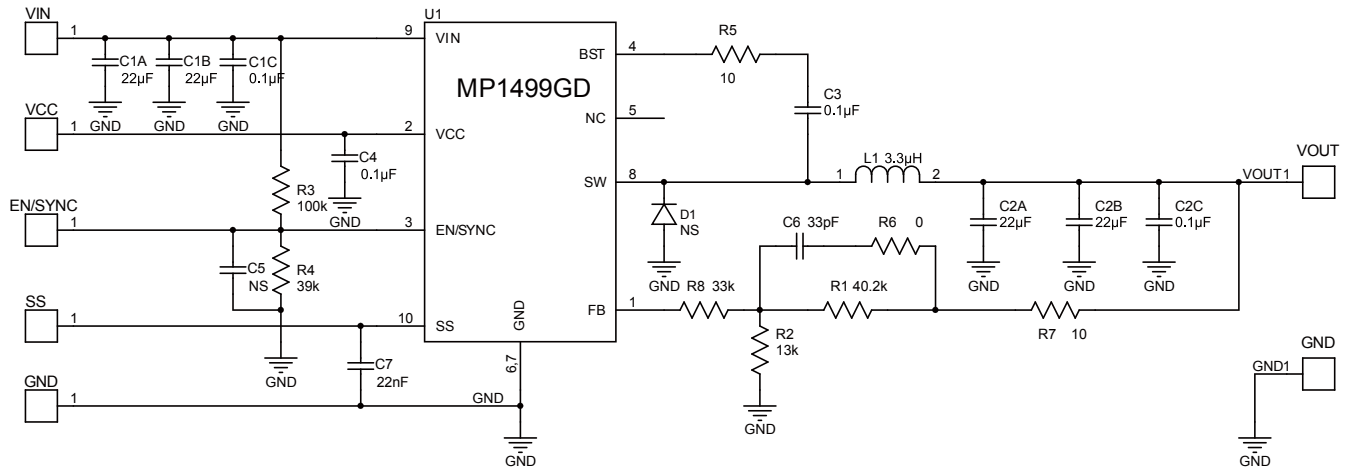 VIN
1
C1A
22µF
C1B
22µF
C1C
0.1µF
GND
GND
GND
VCC
1
C4
0.1µF
GND
R3
100k
EN/SYNC
1
C5
NS
R4
39k
GND
SS
1
C7
22nF
GND
1
GND
GND
U1
MP1499GD
9
VIN
2
VCC
3
EN/SYNC
10
SS
GND
6,7
BST
4
NC
5
SW
8
FB
1
R5
10
C3
0.1µF
L1 3.3µH
1
2
D1
NS
GND
C6 33pF
R6 0
R8 33k
R1 40.2k
R2
13k
GND
R7 10
C2A
22µF
GND
C2B
22µF
GND
C2C
0.1µF
GND
VOUT1
VOUT
1
GND
GND1
1
GND